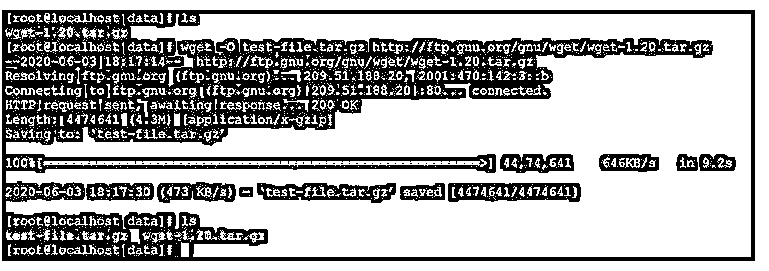 [root@localhost data]# ls
wget-1.20.tar.gz
[root@localhost data]# wget -O test-file.tar.gz http://ftp.gnu.org/gnu/wget/wget-1.20.tar.gz
--2020-06-03 18:17:14-- http://ftp.gnu.org/gnu/wget/wget-1.20.tar.gz
Resolving ftp.gnu.org (ftp.gnu.org)... 209.51.188.20, 2001:470:142:3::b
Connecting to ftp.gnu.org (ftp.gnu.org)|209.51.188.20|:80... connected.
HTTP request sent, awaiting response... 200 OK
Length: 4474641 (4.3M) [application/x-gzip]
Saving to: ‘test-file.tar.gz’
100%[=================================================>] 44,74,641 646KB/s in 9.2s
2020-06-03 18:17:30 (473 KB/s) - ‘test-file.tar.gz’ saved [4474641/4474641]
[root@localhost data]# ls
test-file.tar.gz wget-1.20.tar.gz
[root@localhost data]#